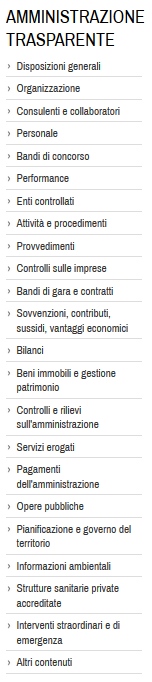 AMMINISTRAZIONE
TRASPARENTE
› Disposizioni generali
› Organizzazione
› Consulenti e collaboratori
› Personale
› Bandi di concorso
› Performance
› Enti controllati
› Attività e procedimenti
› Provvedimenti
› Controlli sulle imprese
› Bandi di gara e contratti
› Sovvenzioni, contributi,
sussidi, vantaggi economici
› Bilanci
› Beni immobili e gestione
patrimonio
› Controlli e rilievi
sull'amministrazione
› Servizi erogati
› Pagamenti
dell'amministrazione
› Opere pubbliche
› Pianificazione e governo del
territorio
› Informazioni ambientali
› Strutture sanitarie private
accreditate
› Interventi straordinari e di
emergenza
› Altri contenuti